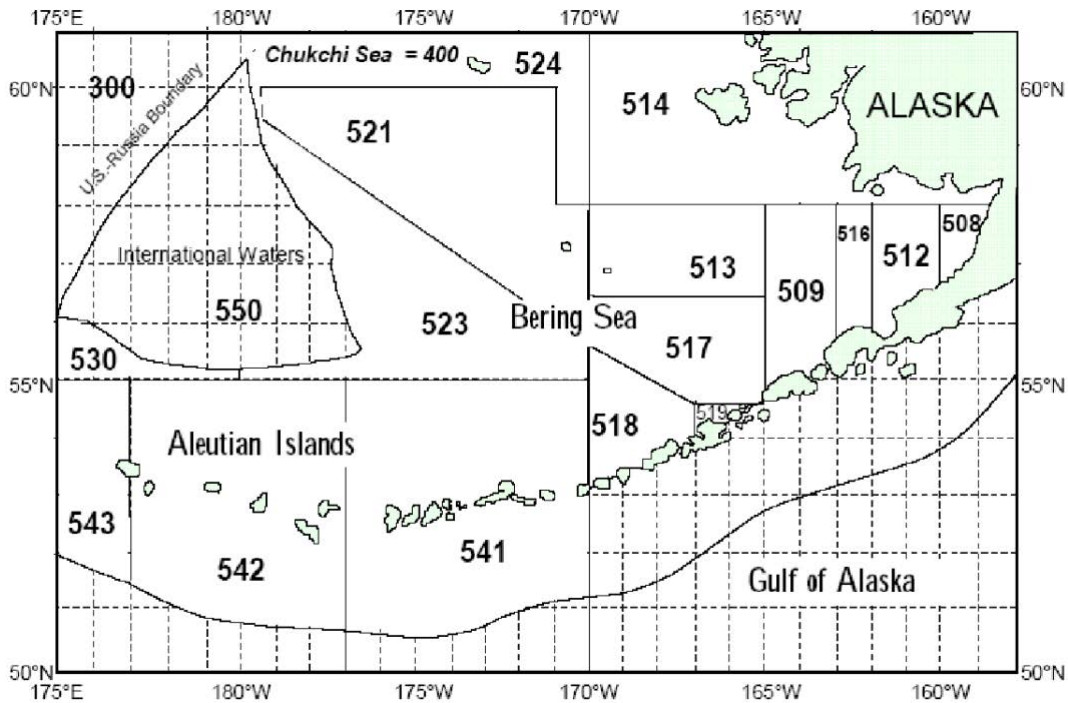 175°E 180°W 175°W 170°W 165°W 160°W
Chukchi Sea = 400
524
60°N
300
514
60°N
ALASKA
U.S.-Russia Boundary
521
516
508
International Waters
513
512
509
550
523
Bering Sea
517
530
55°N
55°N
519
518
Aleutian Islands
543
541
542
Gulf of Alaska
50°N
50°N
175°E 180°W 175°W 170°W 165°W 160°W